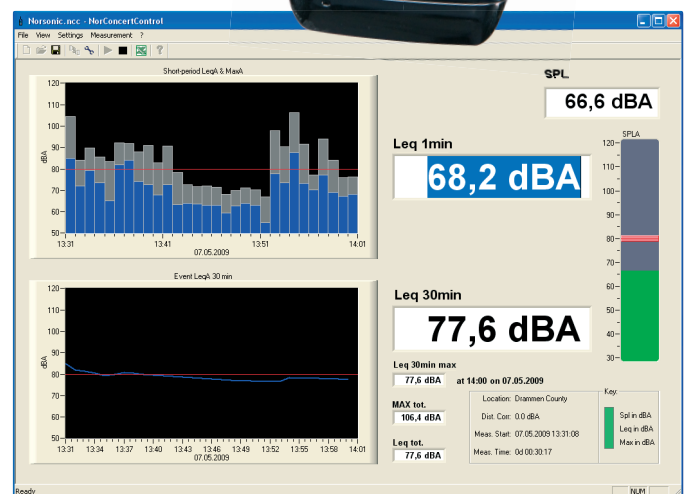 Norsonic.ncc - NorConcertControl
File View Settings Measurement ?
Short-period LeqA & MaxA
120
110
100
90
80
70
60
50
dBA
13:31 13:41 13:51 14:01
07.05.2009
Event LeqA 30 min
120
110
100
90
80
70
60
50
dBA
13:31 13:34 13:37 13:40 13:43 13:46 13:49 13:52 13:55 13:58 14:01
07.05.2009
SPL
66,6 dBA
Leq 1min
68,2 dBA
SPLA
120
110
100
90
80
70
60
50
40
30
Leq 30min
77,6 dBA
Leq 30min max
77,6 dBA at 14:00 on 07.05.2009
MAX tot.
106,4 dBA
Leq tot.
77,6 dBA
Location: Drammen County
Dist. Corr: 0.0 dBA
Meas. Start: 07.05.2009 13:31:08
Meas. Time: 0d 00:30:17
Key:
Spl in dBA
Leq in dBA
Max in dBA
Ready
NUM